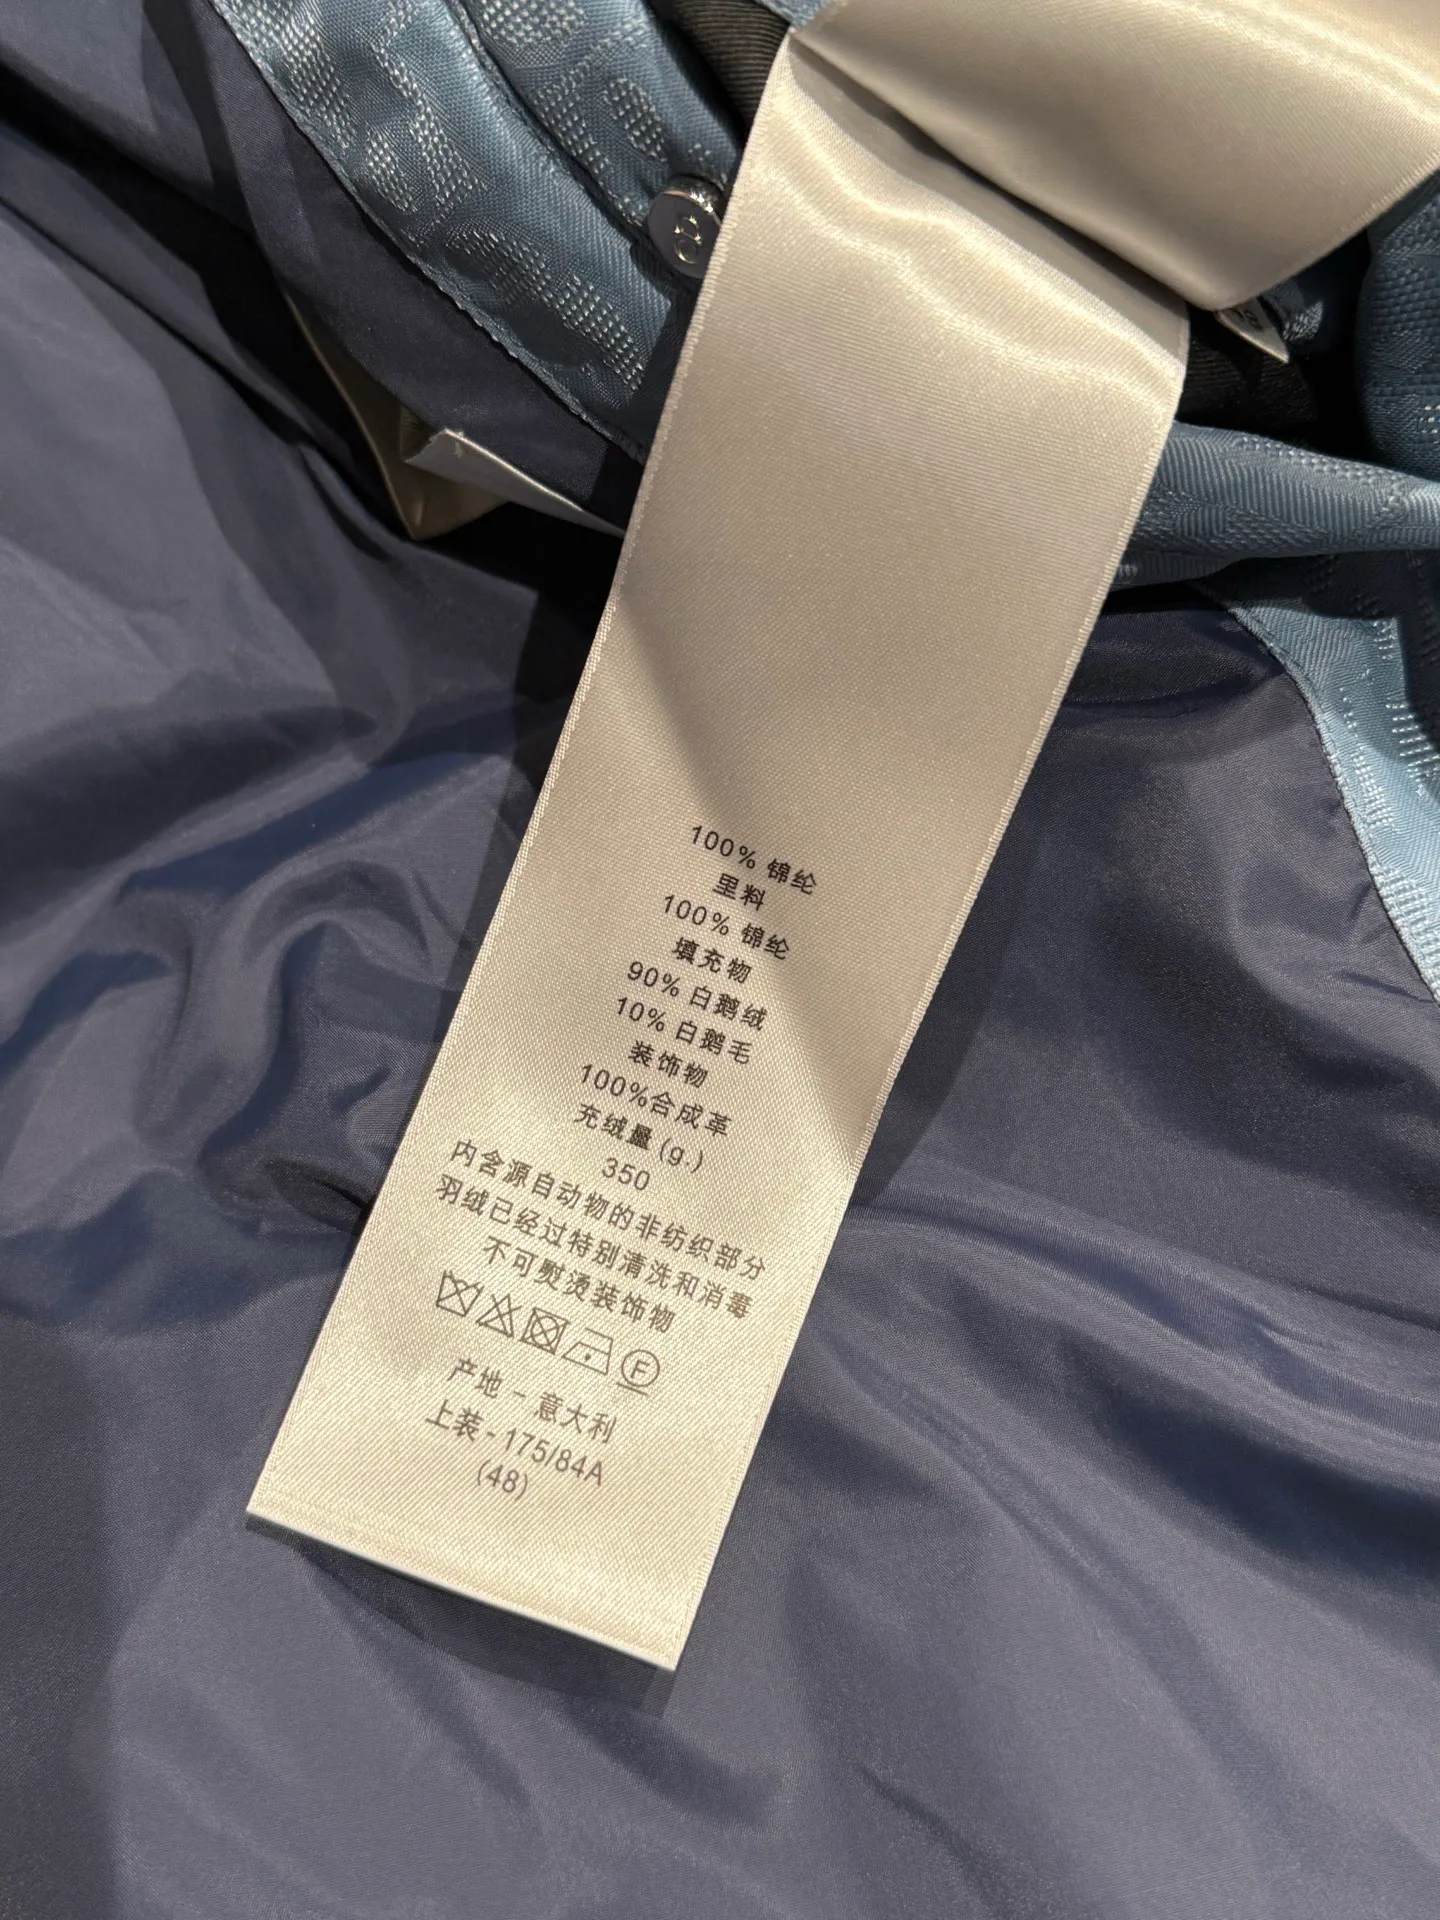 100% 锦纶
里料
100% 锦纶
填充物
90% 白鹅绒
10% 白鹅毛
装饰物
100%合成革
充绒量 (g.)
350
内含源自动物的非纺织部分
羽绒已经过特别清洗和消毒
不可熨烫装饰物
F
产地 - 意大利
上装 - 175/84A
(48)